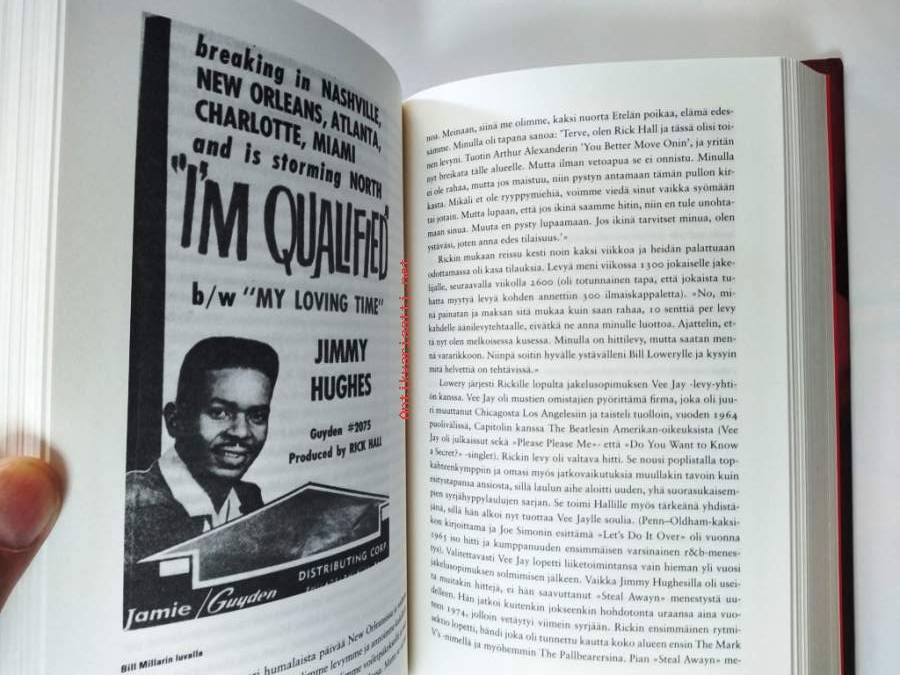 breaking in NASHVILLE,
NEW ORLEANS, ATLANTA,
CHARLOTTE, MIAMI
and is storming NORTH
"I'M QUALIFIED"
b/w "MY LOVING TIME"
JIMMY
HUGHES
Guyden #2075
Produced by RICK HALL
DISTRIBUTING CORP
Jamie / Guyden
Bill Millarin luvalla
humalaista päivää New Orleansissa
Antikvariaatti.net
noa. Meinaan, siinä me olimme, kaksi nuorta Etelän poikaa, elämä edes-
sämme. Minulla oli tapana sanoa: 'Terve, olen Rick Hall ja tässä olisi toi-
nen levyni. Tuotin Arthur Alexanderin 'You Better Move Onin', ja yritän
nyt breikata tälle alueelle. Mutta ilman vetoapua se ei onnistu. Minulla
ei ole rahaa, mutta jos maistuu, niin pystyn antamaan tämän pullon kir-
kasta. Mikäli et ole ryyppymiehiä, voimme viedä sinut vaikka syömään
tai jotain. Mutta lupaan, että jos ikinä saamme hitin, niin en tule unohta-
maan sinua. Muuta en pysty lupaamaan. Jos ikinä tarvitset minua, olen
ystäväsi, joten anna edes tilaisuus.'»
Rickin mukaan reissu kesti noin kaksi viikkoa ja heidän palattuaan
odottamassa oli kasa tilauksia. Levyä meni viikossa 1300 jokaiselle jake-
lijalle, seuraavalla viikolla 2600 (oli totunnainen tapa, että jokaista tu-
hatta myytyä levyä kohden annettiin 300 ilmaiskappaletta). »No, mi-
nä painatan ja maksan sitä mukaa kuin saan rahaa, 10 senttiä per levy
kahdelle äänilevytehtaalle, eivätkä ne anna minulle luottoa. Ajattelin, et-
tä nyt olen melkoisessa kusessa. Minulla on hittilevy, mutta saatan men-
nä vararikkoon. Niinpä soitin hyvälle ystävälleni Bill Lowerylle ja kysyin
mitä helvettiä on tehtävissä.»
Lowery järjesti Rickille lopulta jakelusopimuksen Vee Jay -levy-yhti-
ön kanssa. Vee Jay oli mustien omistajien pyörittämä firma, joka oli juu-
ri muuttanut Chicagosta Los Angelesiin ja taisteli tuolloin, vuoden 1964
puolivälissä, Capitolin kanssa The Beatlesin Amerikan-oikeuksista (Vee
Jay oli julkaissut sekä »Please Please Me»- että »Do You Want to Know
a Secret?» -singlet). Rickin levy oli valtava hitti. Se nousi poplistalla top-
kahteenkymppiin ja omasi myös jatkovaikutuksia muullakin tavoin kuin
esitystapansa ansiosta, sillä laulun aihe aloitti uuden, yhä suorasukaisem-
pien syrjähyppylaulujen sarjan. Se toimi Hallille myös tärkeänä yhdistä-
jänä, sillä hän alkoi nyt tuottaa Vee Jaylle soulia. (Penn–Oldham-kaksi-
kon kirjoittama ja Joe Simonin esittämä »Let's Do It Over» oli vuonna
1965 iso hitti ja kumppanuuden ensimmäisen varsinainen r&b-menes-
tys). Valitettavasti Vee Jay lopetti liiketoimintansa vain hieman yli vuosi
jakelusopimuksen solmimisen jälkeen. Vaikka Jimmy Hughesilla oli usei-
ta muitakin hittejä, ei hän saavuttanut »Steal Awayn» menestystä uu-
delleen. Hän jatkoi kuitenkin jokseenkin hohdotonta uraansa aina vuo-
teen 1974, jolloin vetäytyi viimein syrjään. Rickin ensimmäinen rytmi-
sektio lopetti, bändi joka oli tunnettu kautta koko alueen ensin The Mark
V's -nimellä ja myöhemmin The Pallbearersina. Pian »Steal Awayn» me-